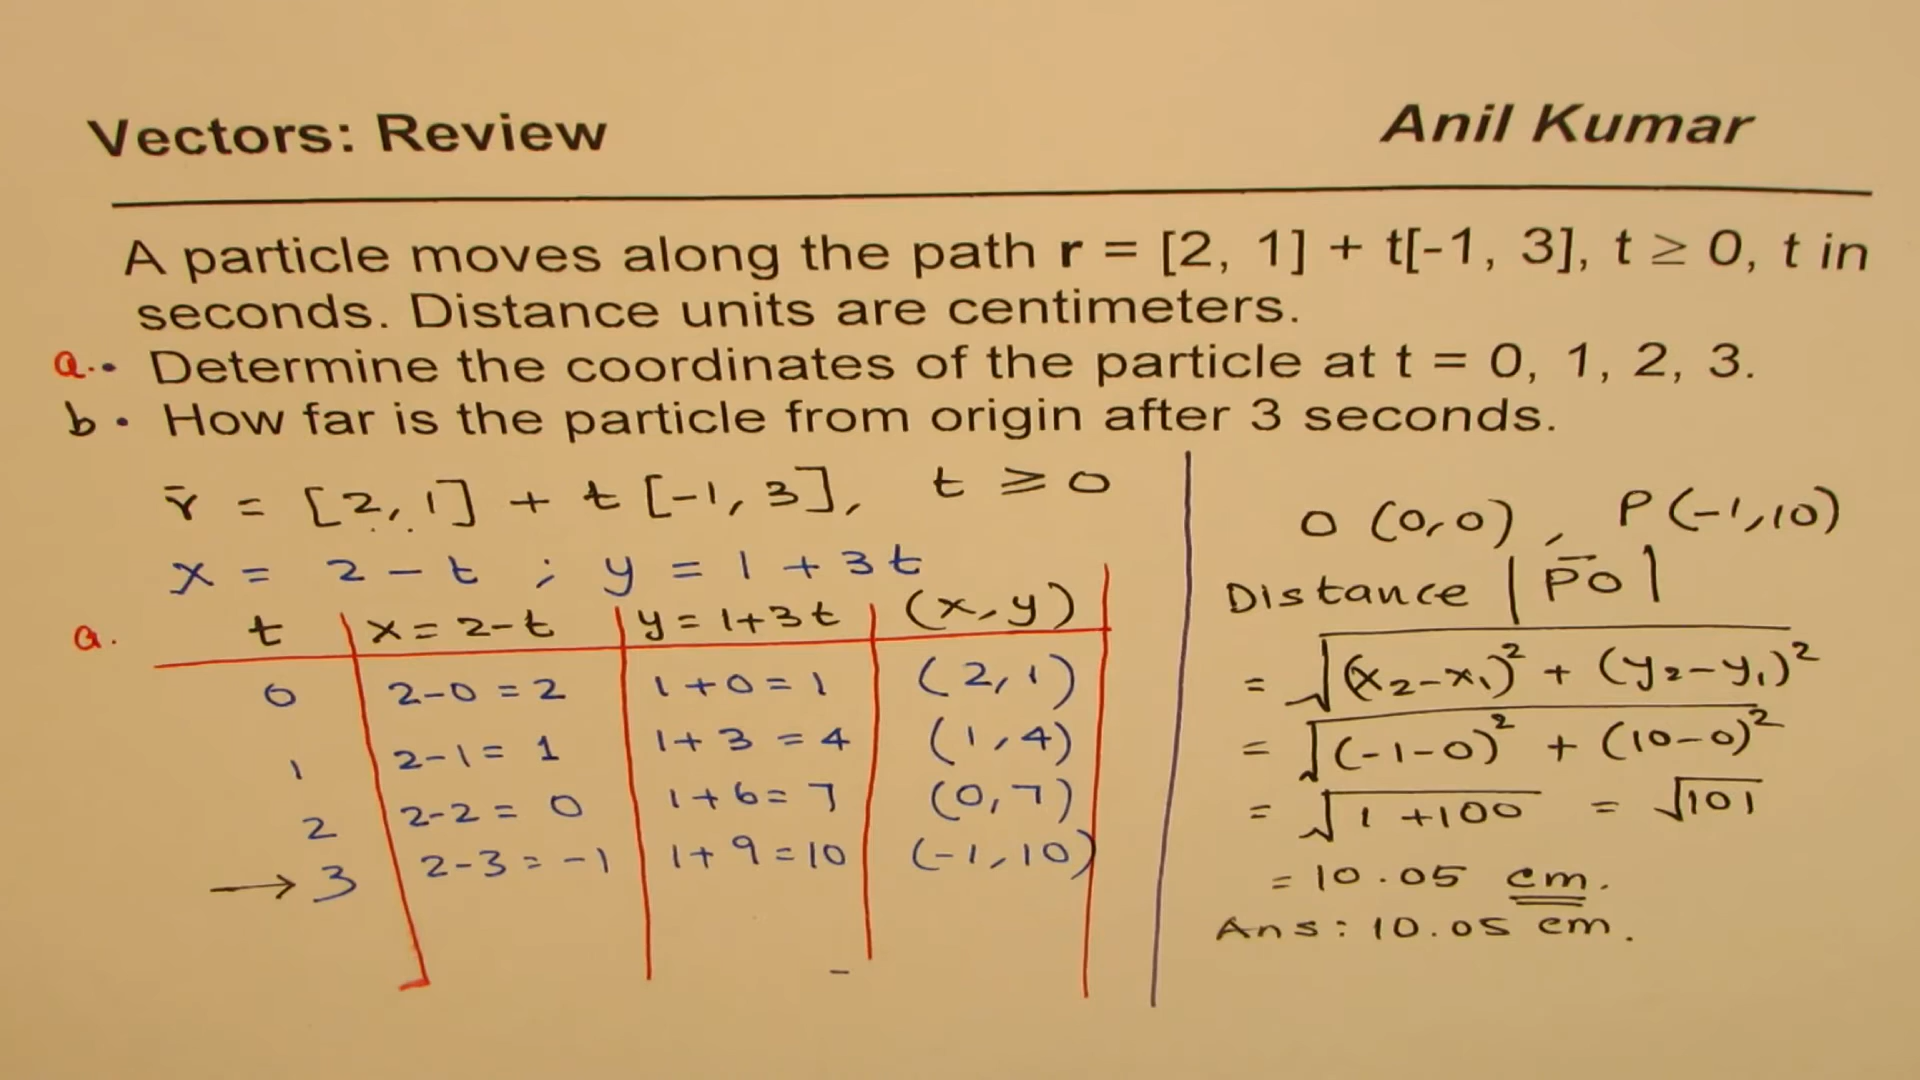 Vectors: Review
Anil Kumar
A particle moves along the path r = [2, 1] + t[-1, 3], t ≥ 0, t in
seconds. Distance units are centimeters.
a. • Determine the coordinates of the particle at t = 0, 1, 2, 3.
b • How far is the particle from origin after 3 seconds.
r̄ = [2, 1] + t [-1, 3], t ≥ 0
x = 2 - t ; y = 1 + 3t
a. t x = 2-t y = 1+3t (x, y)
0 2-0 = 2 1+0 = 1 (2, 1)
1 2-1 = 1 1+3 = 4 (1, 4)
2 2-2 = 0 1+6 = 7 (0, 7)
→ 3 2-3 = -1 1+9 = 10 (-1, 10)
O (0,0) , P (-1, 10)
Distance |P̄O|
= √(x₂-x₁)² + (y₂-y₁)²
= √(-1-0)² + (10-0)²
= √1+100 = √101
= 10.05 cm.
Ans: 10.05 cm.